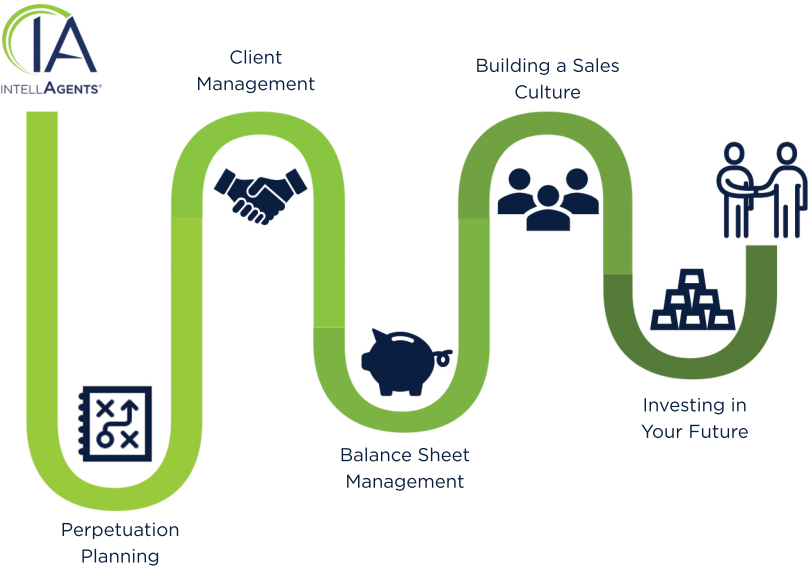 IA
INTELLAGENTS®
Client
Management
Building a Sales
Culture
Investing in
Your Future
Balance Sheet
Management
Perpetuation
Planning